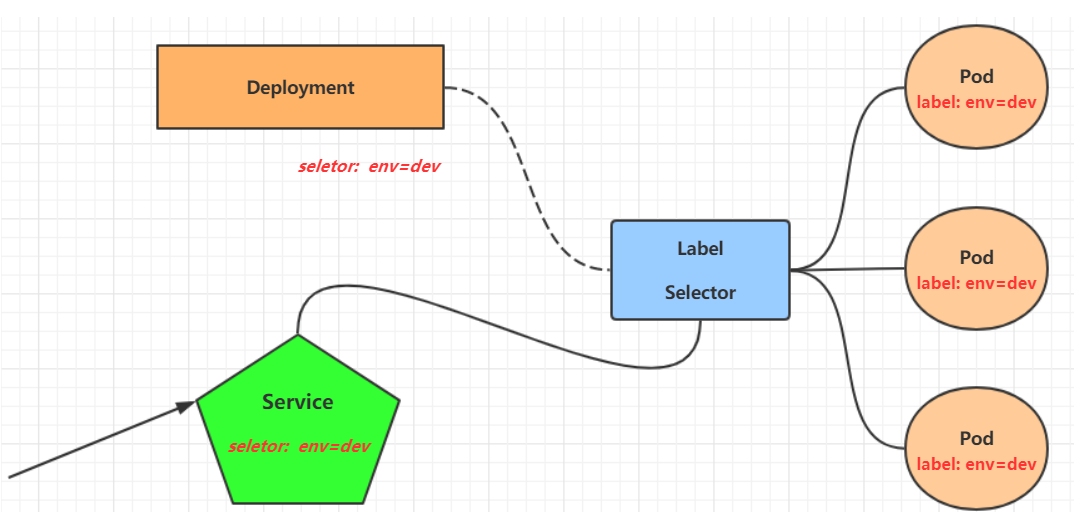 Deployment
seletor: env=dev
Label
Selector
Service
seletor: env=dev
Pod
label: env=dev
Pod
label: env=dev
Pod
label: env=dev